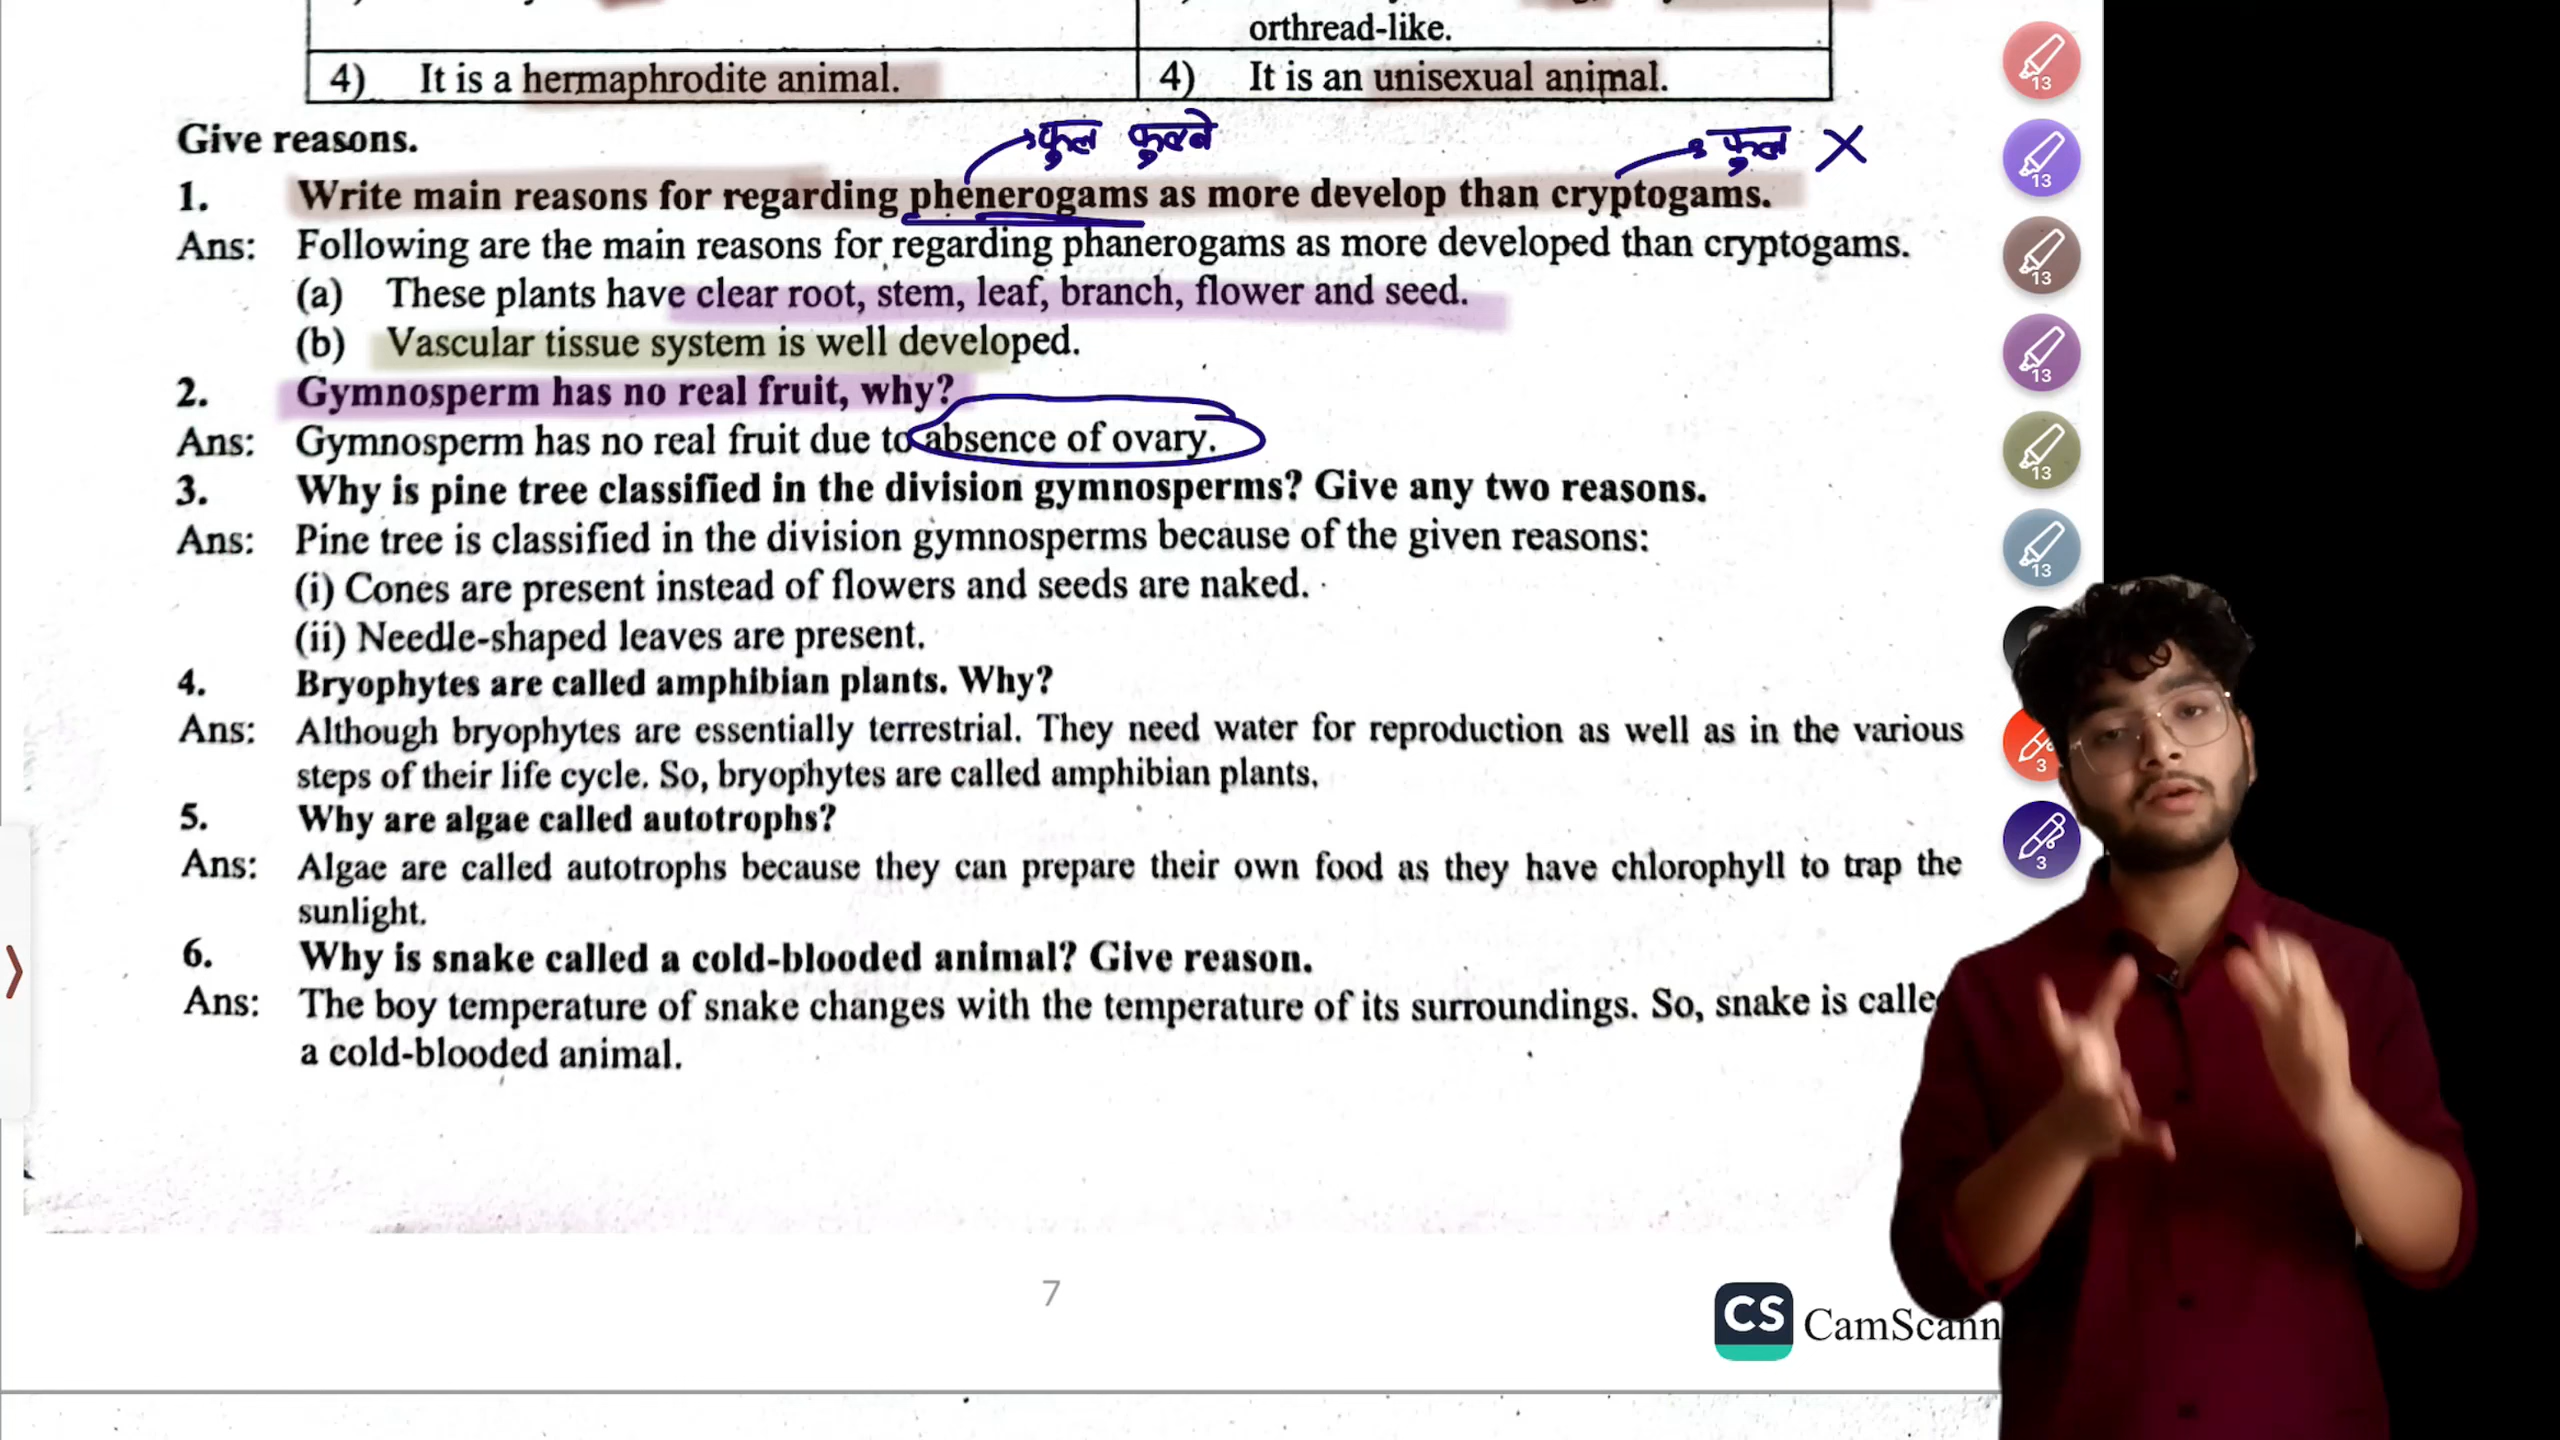 orthread-like.
4) It is a hermaphrodite animal. 4) It is an unisexual animal.
Give reasons. फुल फुल्ने फुल X
1. Write main reasons for regarding phenerogams as more develop than cryptogams.
Ans: Following are the main reasons for regarding phanerogams as more developed than cryptogams.
(a) These plants have clear root, stem, leaf, branch, flower and seed.
(b) Vascular tissue system is well developed.
2. Gymnosperm has no real fruit, why?
Ans: Gymnosperm has no real fruit due to absence of ovary.
3. Why is pine tree classified in the division gymnosperms? Give any two reasons.
Ans: Pine tree is classified in the division gymnosperms because of the given reasons:
(i) Cones are present instead of flowers and seeds are naked.
(ii) Needle-shaped leaves are present.
4. Bryophytes are called amphibian plants. Why?
Ans: Although bryophytes are essentially terrestrial. They need water for reproduction as well as in the various
steps of their life cycle. So, bryophytes are called amphibian plants.
5. Why are algae called autotrophs?
Ans: Algae are called autotrophs because they can prepare their own food as they have chlorophyll to trap the
sunlight.
6. Why is snake called a cold-blooded animal? Give reason.
Ans: The boy temperature of snake changes with the temperature of its surroundings. So, snake is calle
a cold-blooded animal.
7
CS CamScann
13
13
13
13
13
13
3
3